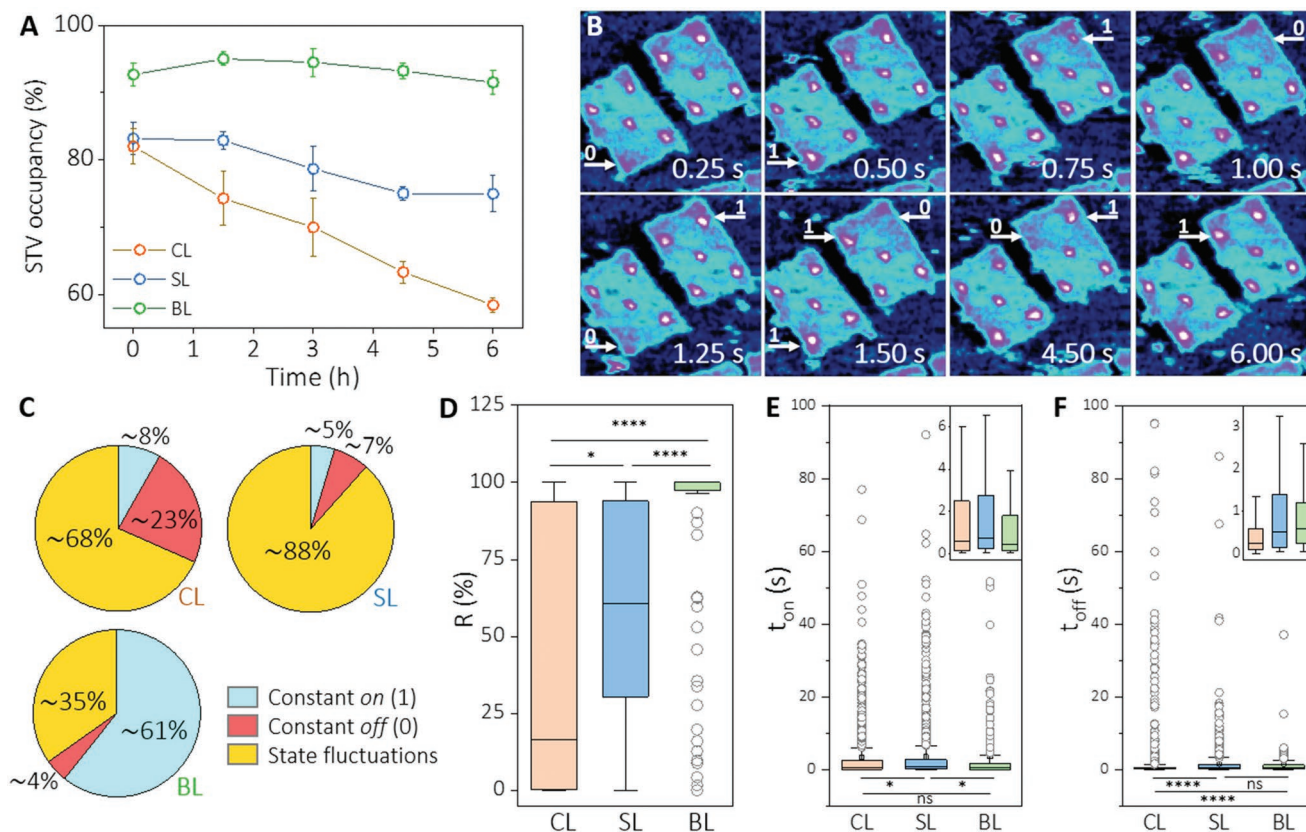 A
STV occupancy (%)
100
80
60
CL
SL
BL
0 1 2 3 4 5 6
Time (h)
B
1
0
0.25 s
1
0.50 s
1
0.75 s
0
1.00 s
1
0
1.25 s
0
1
1
1.50 s
1
0
4.50 s
1
6.00 s
C
~8%
~23%
~68%
CL
~5%
~7%
~88%
SL
~35%
~61%
~4%
BL
Constant on (1)
Constant off (0)
State fluctuations
D
R (%)
125
100
75
50
25
0
****
* ****
CL SL BL
E
t on (s)
100
80
60
40
20
0
6
4
2
0
* *
ns
CL SL BL
F
t off (s)
100
80
60
40
20
0
3
2
1
0
**** ns
****
CL SL BL